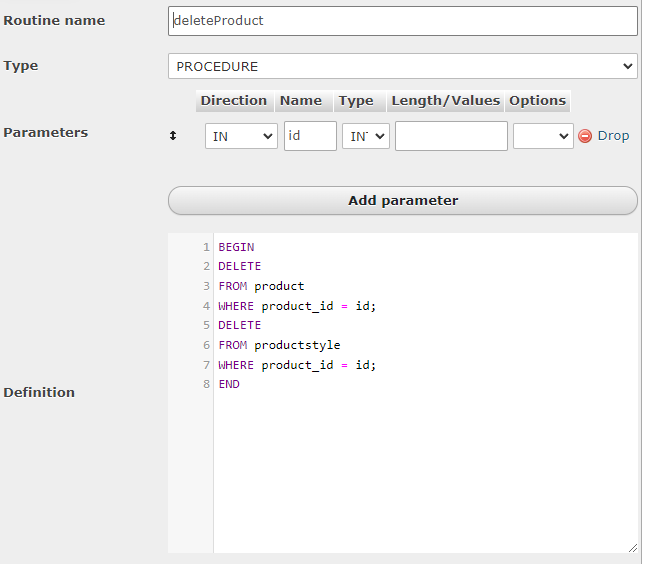 Routine name deleteProduct
Type PROCEDURE
Direction Name Type Length/Values Options
Parameters IN id INT Drop
Add parameter
Definition
1 BEGIN
2 DELETE
3 FROM product
4 WHERE product_id = id;
5 DELETE
6 FROM productstyle
7 WHERE product_id = id;
8 END